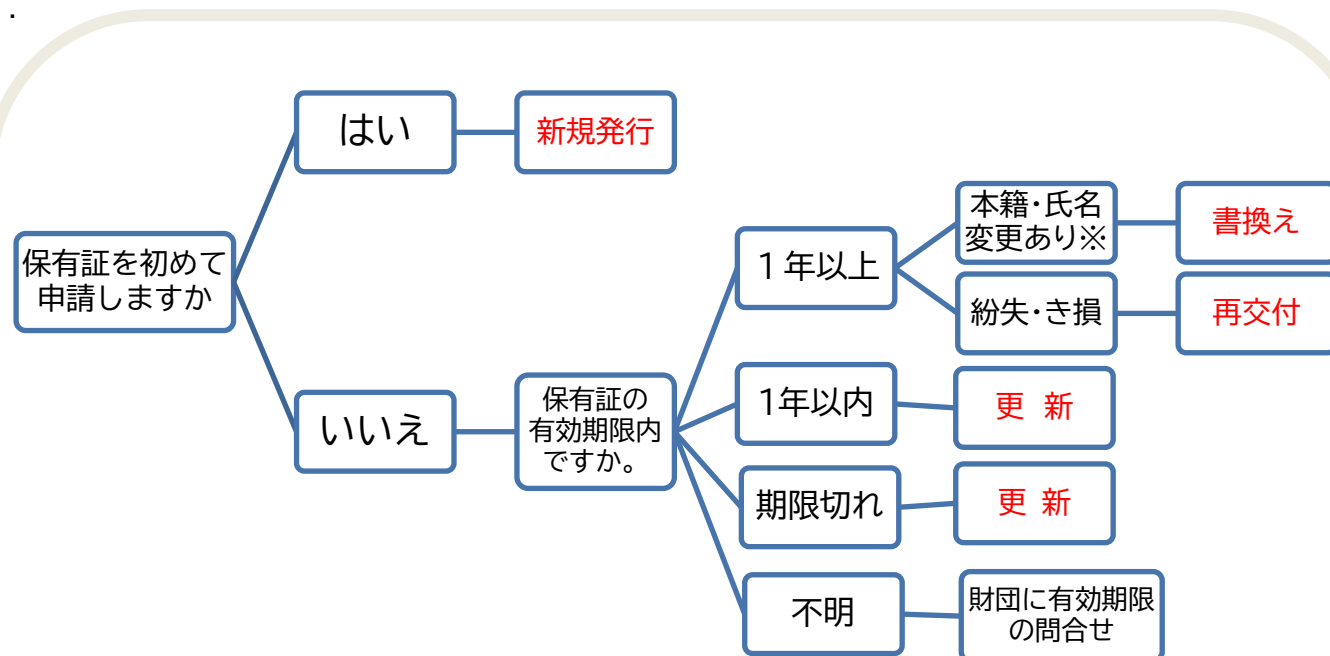 .
はい
新規発行
保有証を初めて
申請しますか
いいえ
保有証の
有効期限内
ですか。
１年以上
本籍・氏名
変更あり※
書換え
紛失・き損
再交付
1年以内
更 新
期限切れ
更 新
不明
財団に有効期限
の問合せ